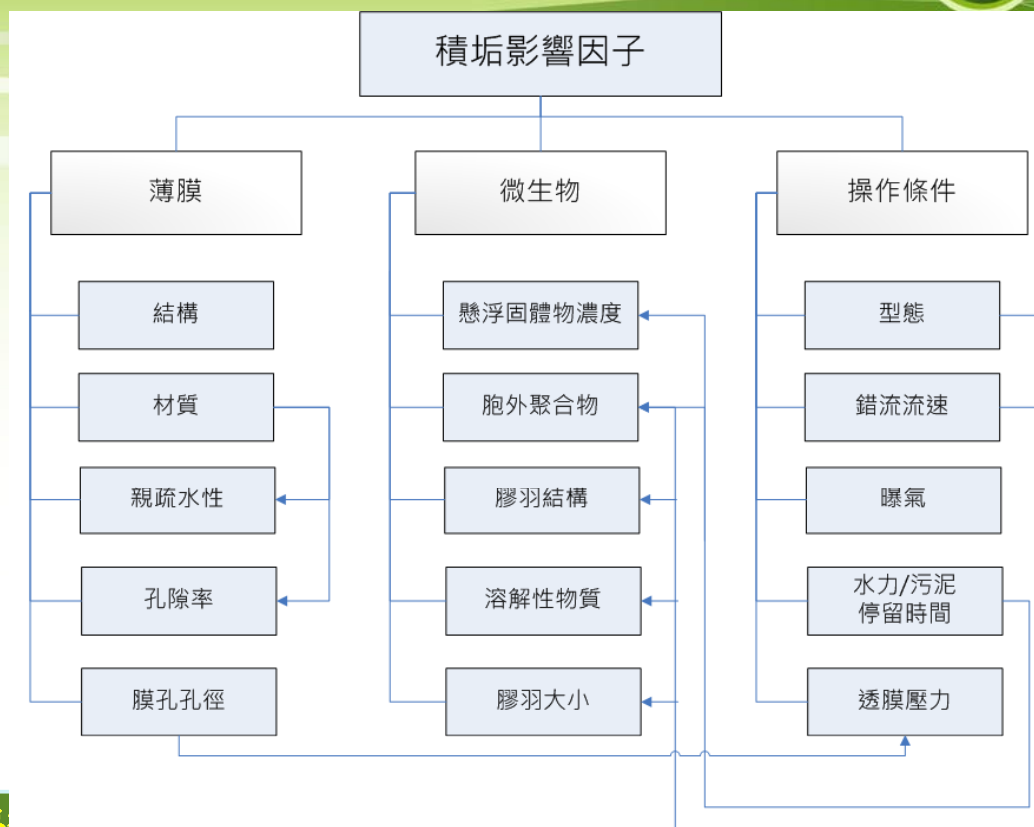 積垢影響因子
薄膜
微生物
操作條件
結構
懸浮固體物濃度
型態
材質
胞外聚合物
錯流流速
親疏水性
膠羽結構
曝氣
孔隙率
溶解性物質
水力/污泥
停留時間
膜孔孔徑
膠羽大小
透膜壓力